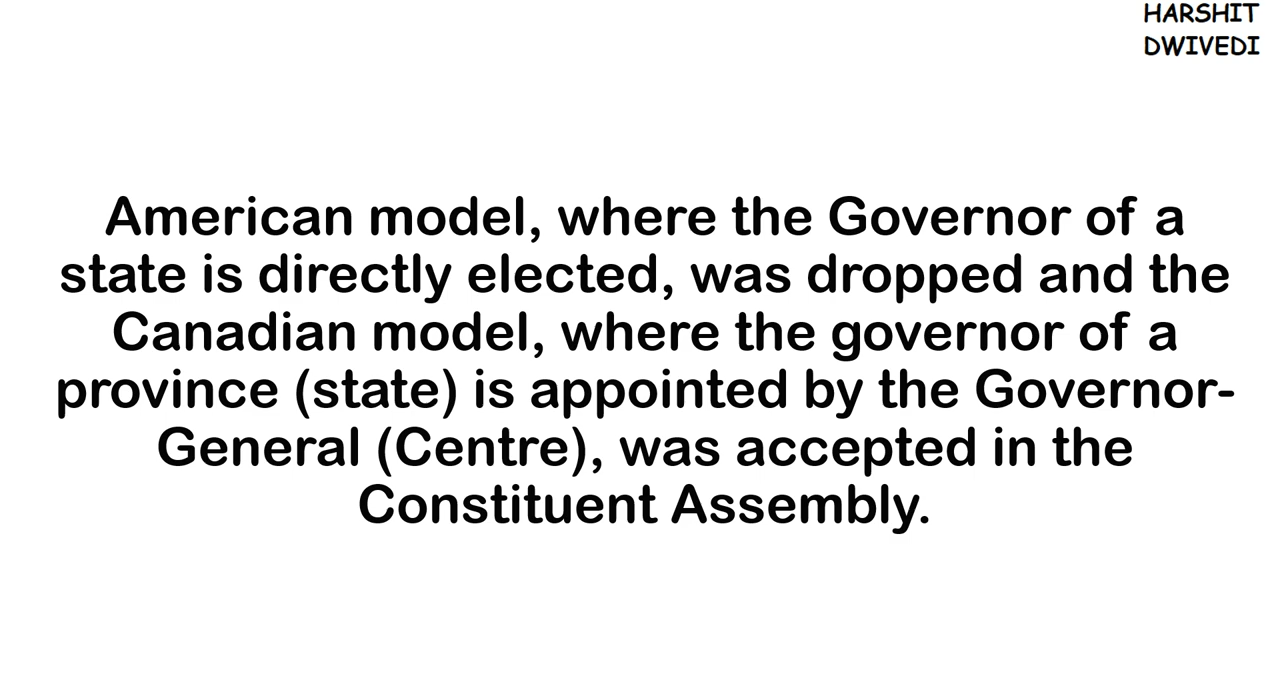 HARSHIT
DWIVEDI
American model, where the Governor of a
state is directly elected, was dropped and the
Canadian model, where the governor of a
province (state) is appointed by the Governor-
General (Centre), was accepted in the
Constituent Assembly.